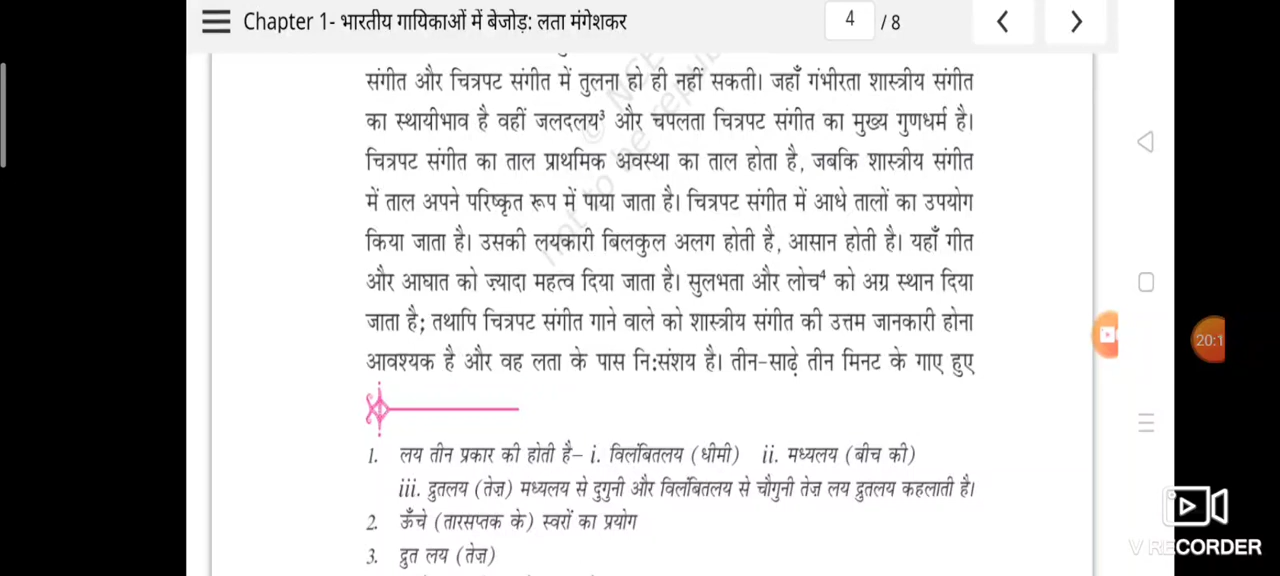 Chapter 1- भारतीय गायिकाओं में बेजोड़: लता मंगेशकर
4 / 8
संगीत और चित्रपट संगीत में तुलना हो ही नहीं सकती। जहाँ गंभीरता शास्त्रीय संगीत
का स्थायीभाव है वहीं जलदलय³ और चपलता चित्रपट संगीत का मुख्य गुणधर्म है।
चित्रपट संगीत का ताल प्राथमिक अवस्था का ताल होता है, जबकि शास्त्रीय संगीत
में ताल अपने परिष्कृत रूप में पाया जाता है। चित्रपट संगीत में आधे तालों का उपयोग
किया जाता है। उसकी लयकारी बिलकुल अलग होती है, आसान होती है। यहाँ गीत
और आघात को ज़्यादा महत्व दिया जाता है। सुलभता और लोच⁴ को अग्र स्थान दिया
जाता है; तथापि चित्रपट संगीत गाने वाले को शास्त्रीय संगीत की उत्तम जानकारी होना
आवश्यक है और वह लता के पास नि:संशय है। तीन-साढ़े तीन मिनट के गाए हुए
1. लय तीन प्रकार की होती है– i. विलंबितलय (धीमी) ii. मध्यलय (बीच की)
iii. द्रुतलय (तेज़) मध्यलय से दुगुनी और विलंबितलय से चौगुनी तेज़ लय द्रुतलय कहलाती है।
2. ऊँचे (तारसप्तक के) स्वरों का प्रयोग
3. द्रुत लय (तेज़)
20:1
V RECORDER